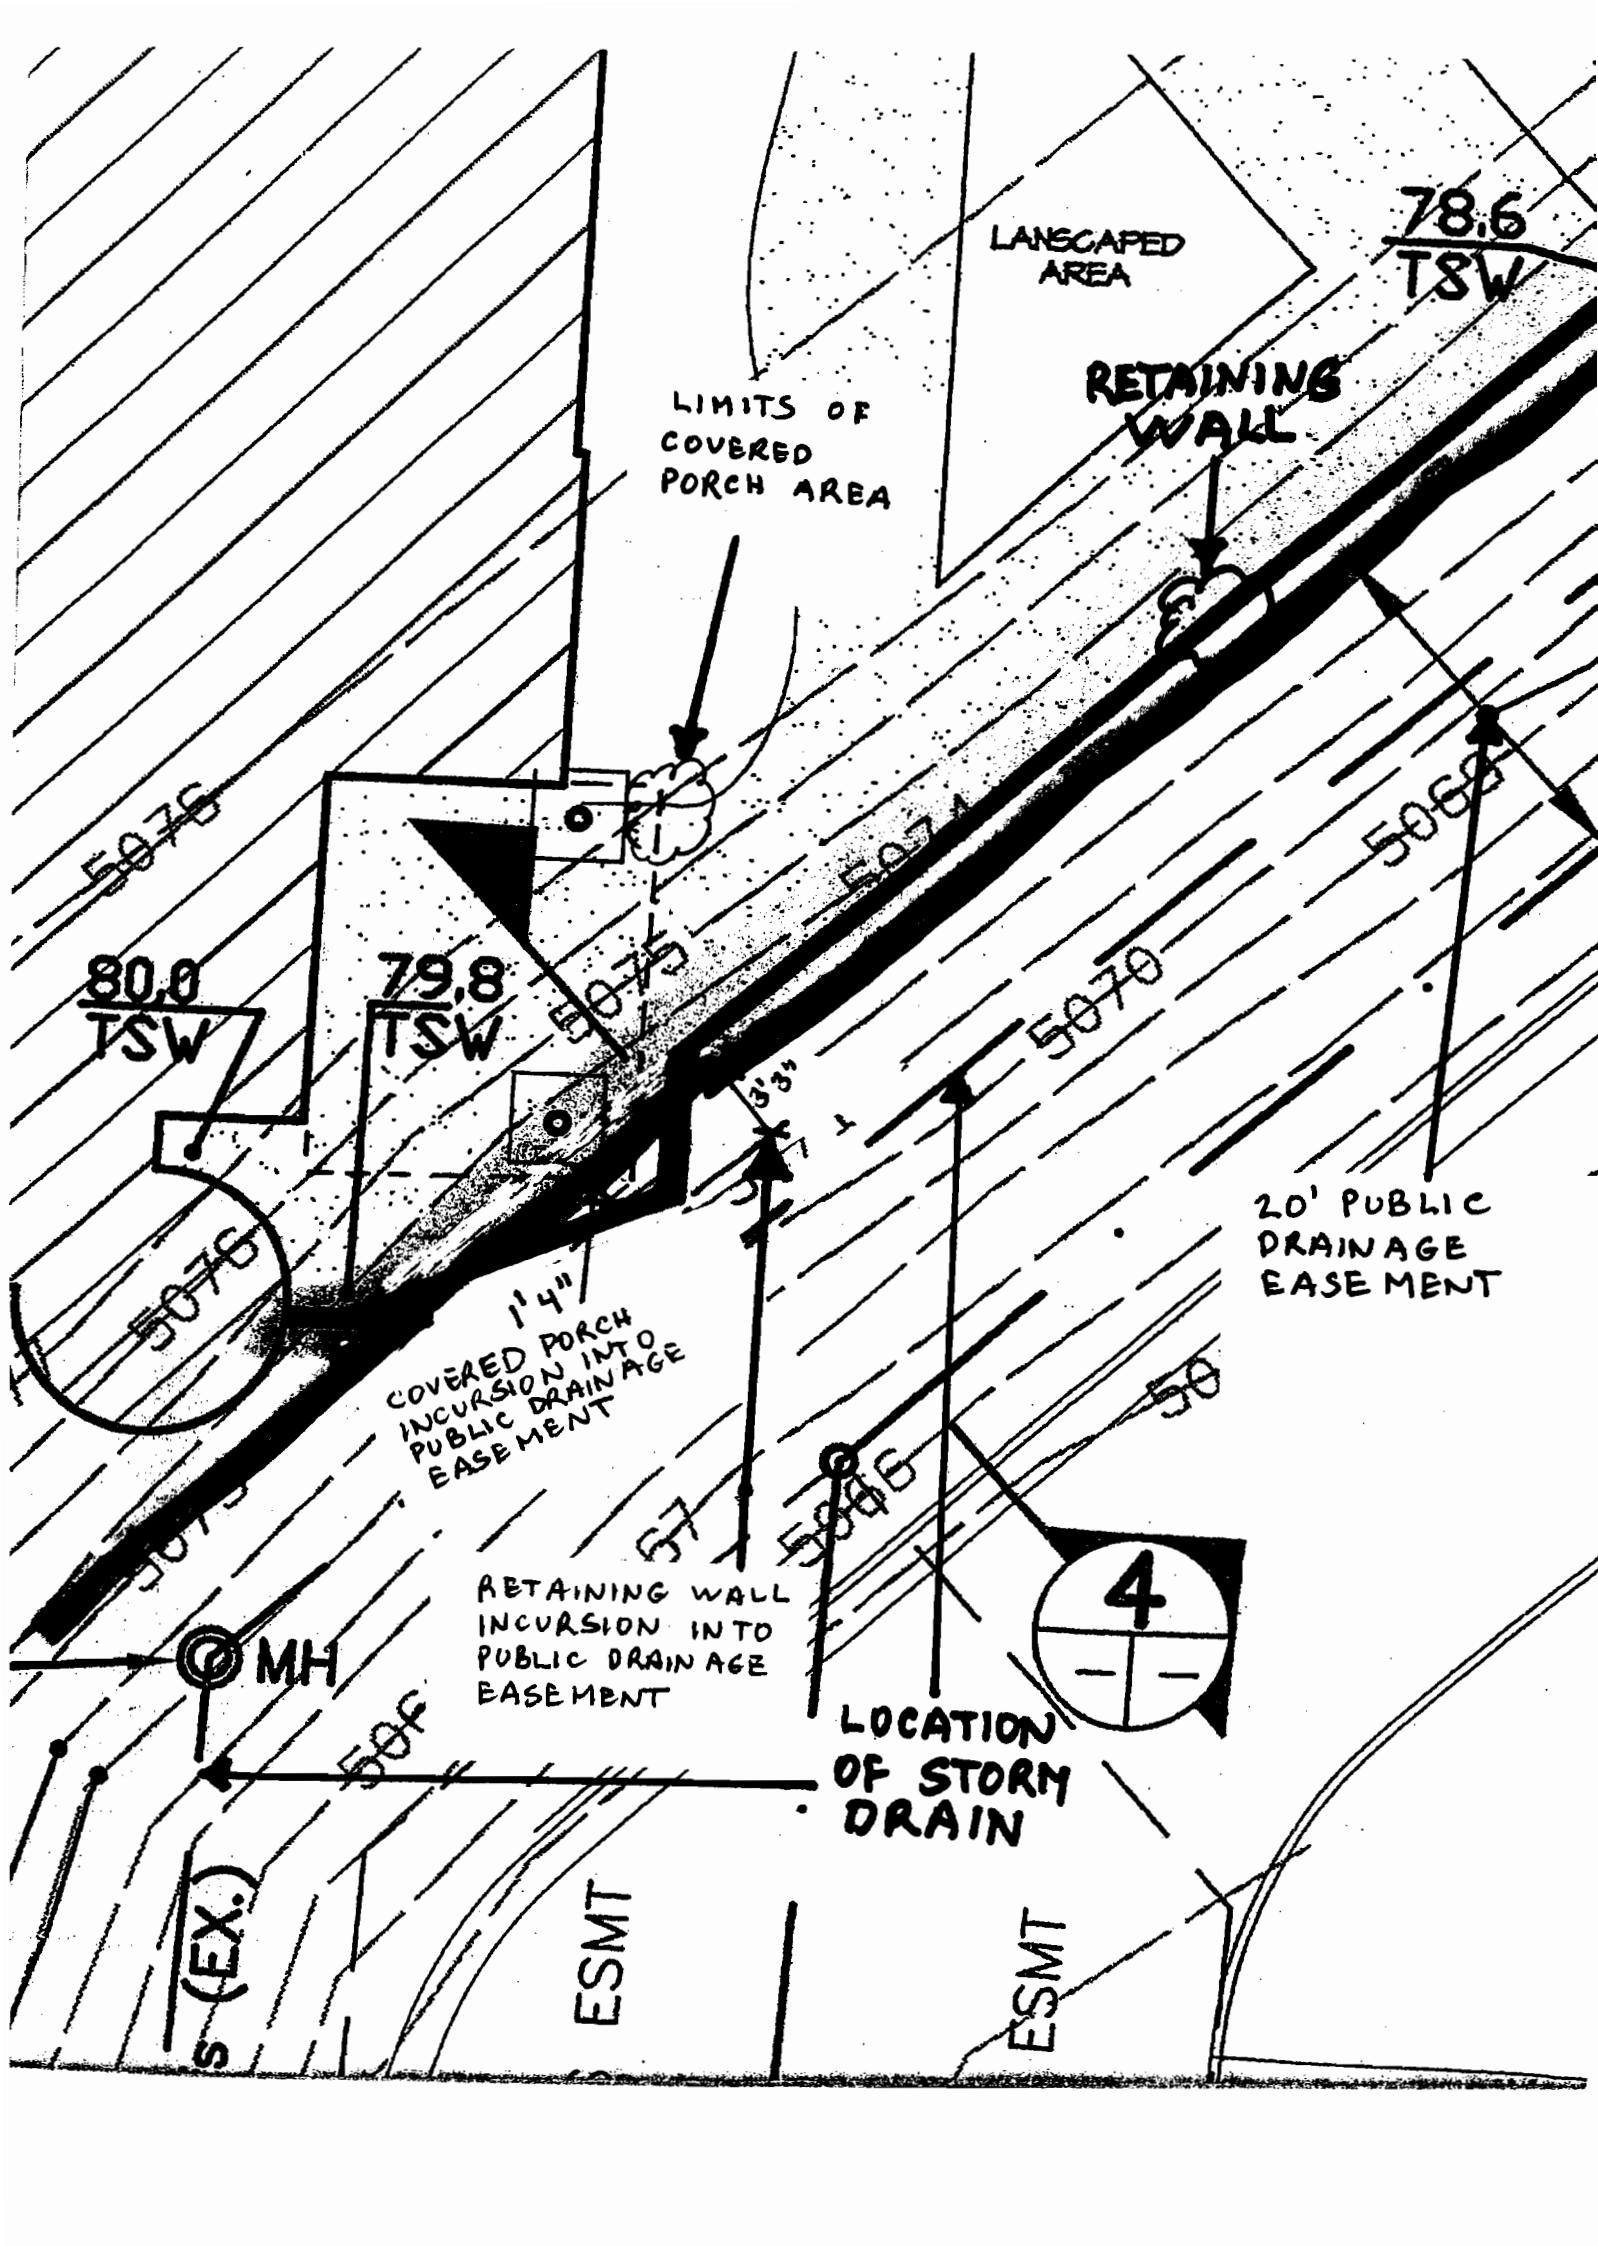 78.6
TSW
LANSCAPED
AREA
RETAINING
WALL
LIMITS OF
COVERED
PORCH AREA
5076
5074
5068
80.0
TSW
79.8
TSW
5075
5070
3'3"
20' PUBLIC
DRAINAGE
EASEMENT
5076
1'4"
COVERED PORCH
INCURSION INTO
PUBLIC DRAINAGE
EASEMENT
50
57
5066
4
RETAINING WALL
INCURSION INTO
PUBLIC DRAINAGE
EASEMENT
MH
506
LOCATION
OF STORM
DRAIN
S (EX.)
ESMT
ESMT